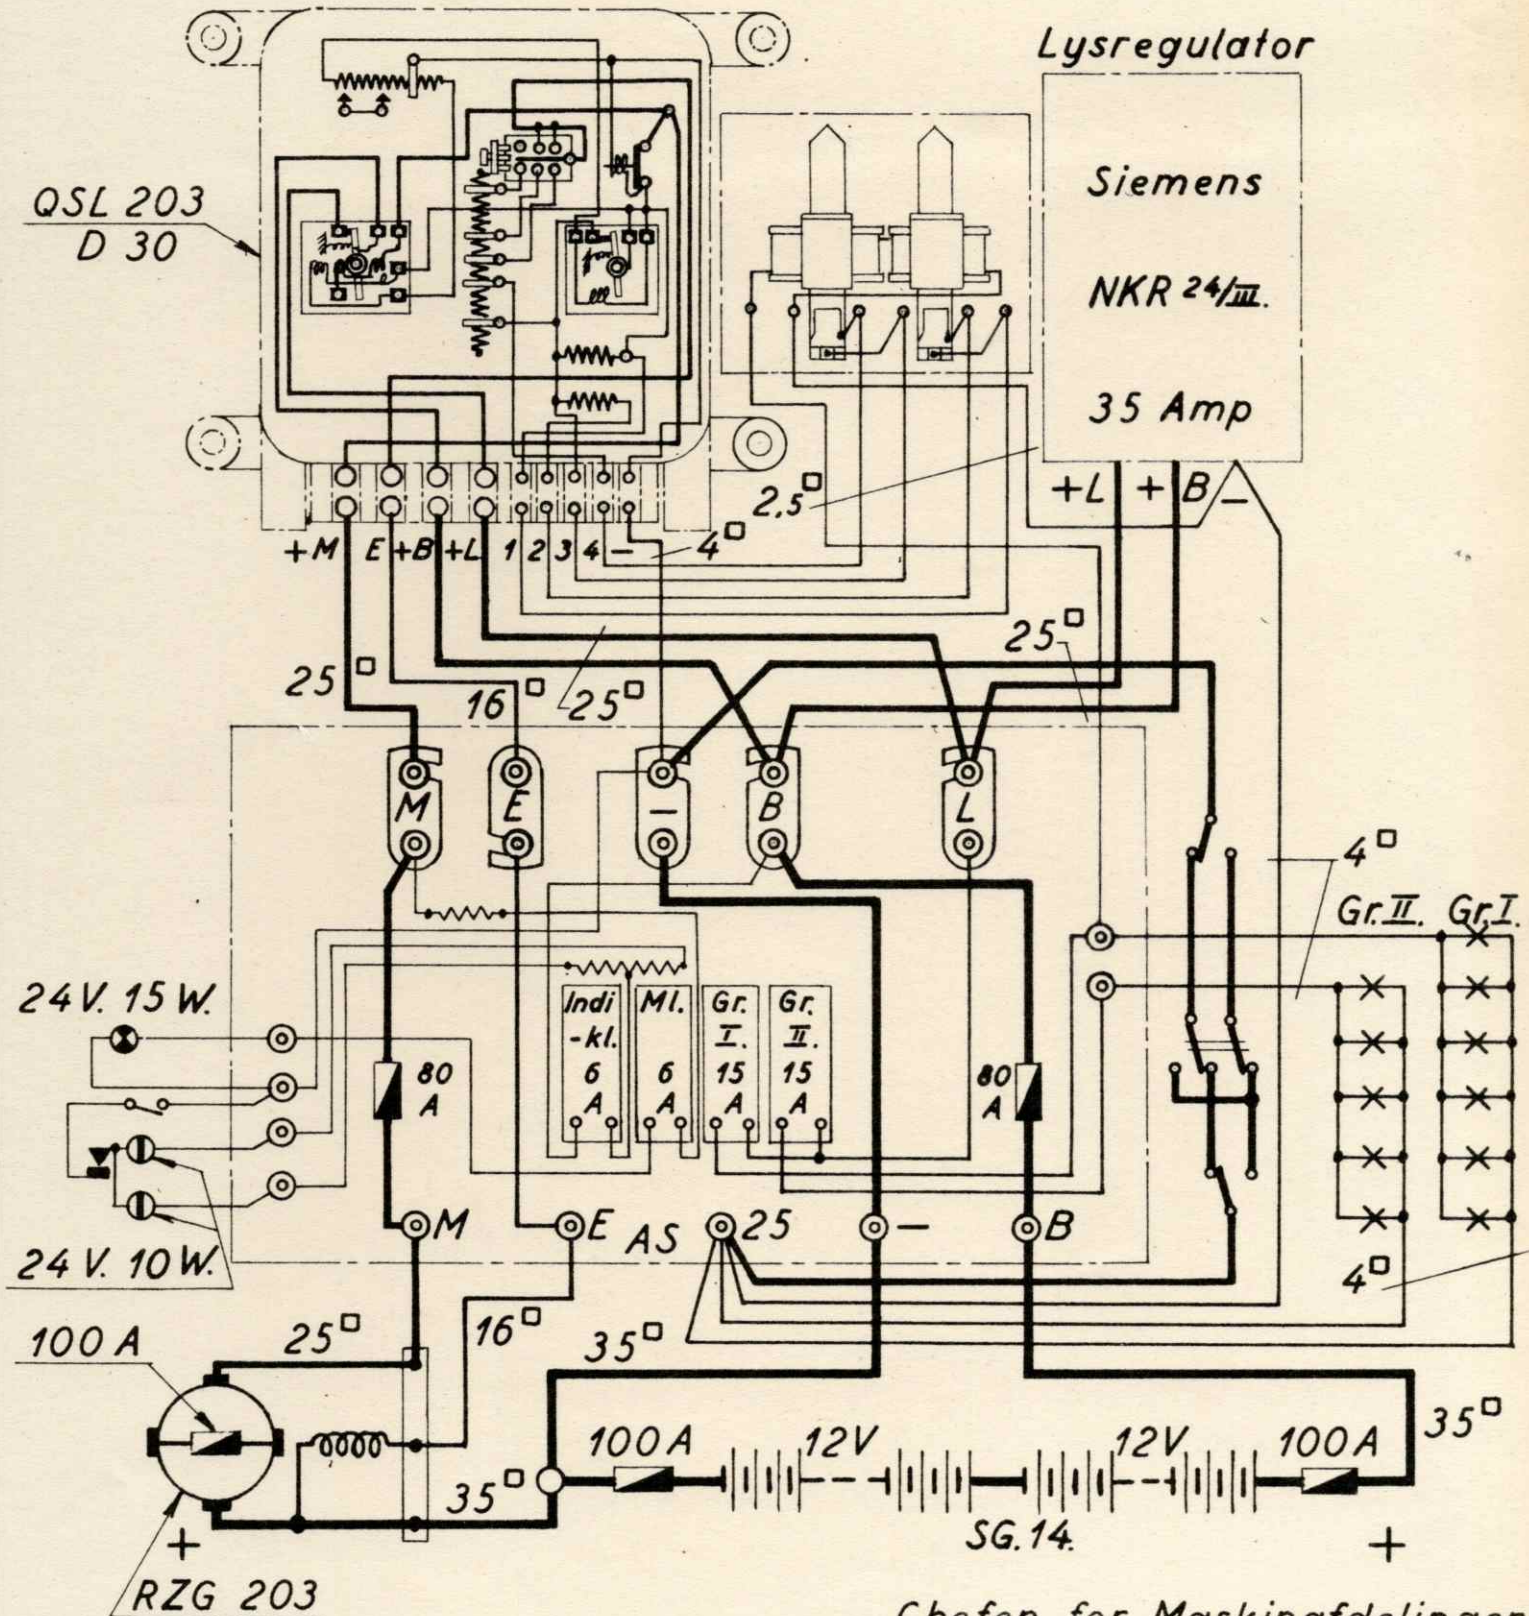 Lysregulator
QSL 203
D 30
Siemens
NKR 24/III.
35 Amp
+L + B -
2,5□
+M E +B +L 1 2 3 4 -
4□
25□
16□
25□
25□
M E - B L
4□
Gr. II. Gr. I.
24 V. 15 W.
Indi
-kl.
6
A
Ml.
6
A
Gr.
I.
15
A
Gr.
II.
15
A
80
A
80
A
M E AS 25 - B
24 V. 10 W.
4□
100 A
25□
16□
35□
35□
100 A 12V 12V 100 A
35□
SG.14.
+ +
RZG 203
Chefen for Maskinafdelingen